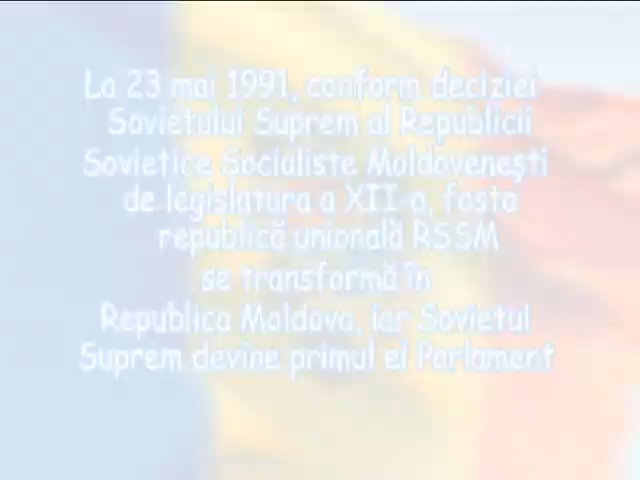 La 23 mai 1991, conform deciziei
Sovietului Suprem al Republicii
Sovietice Socialiste Moldovenești
de legislatura a XII-a, fosta
republică unională RSSM
se transformă în
Republica Moldova, iar Sovietul
Suprem devine primul ei Parlament